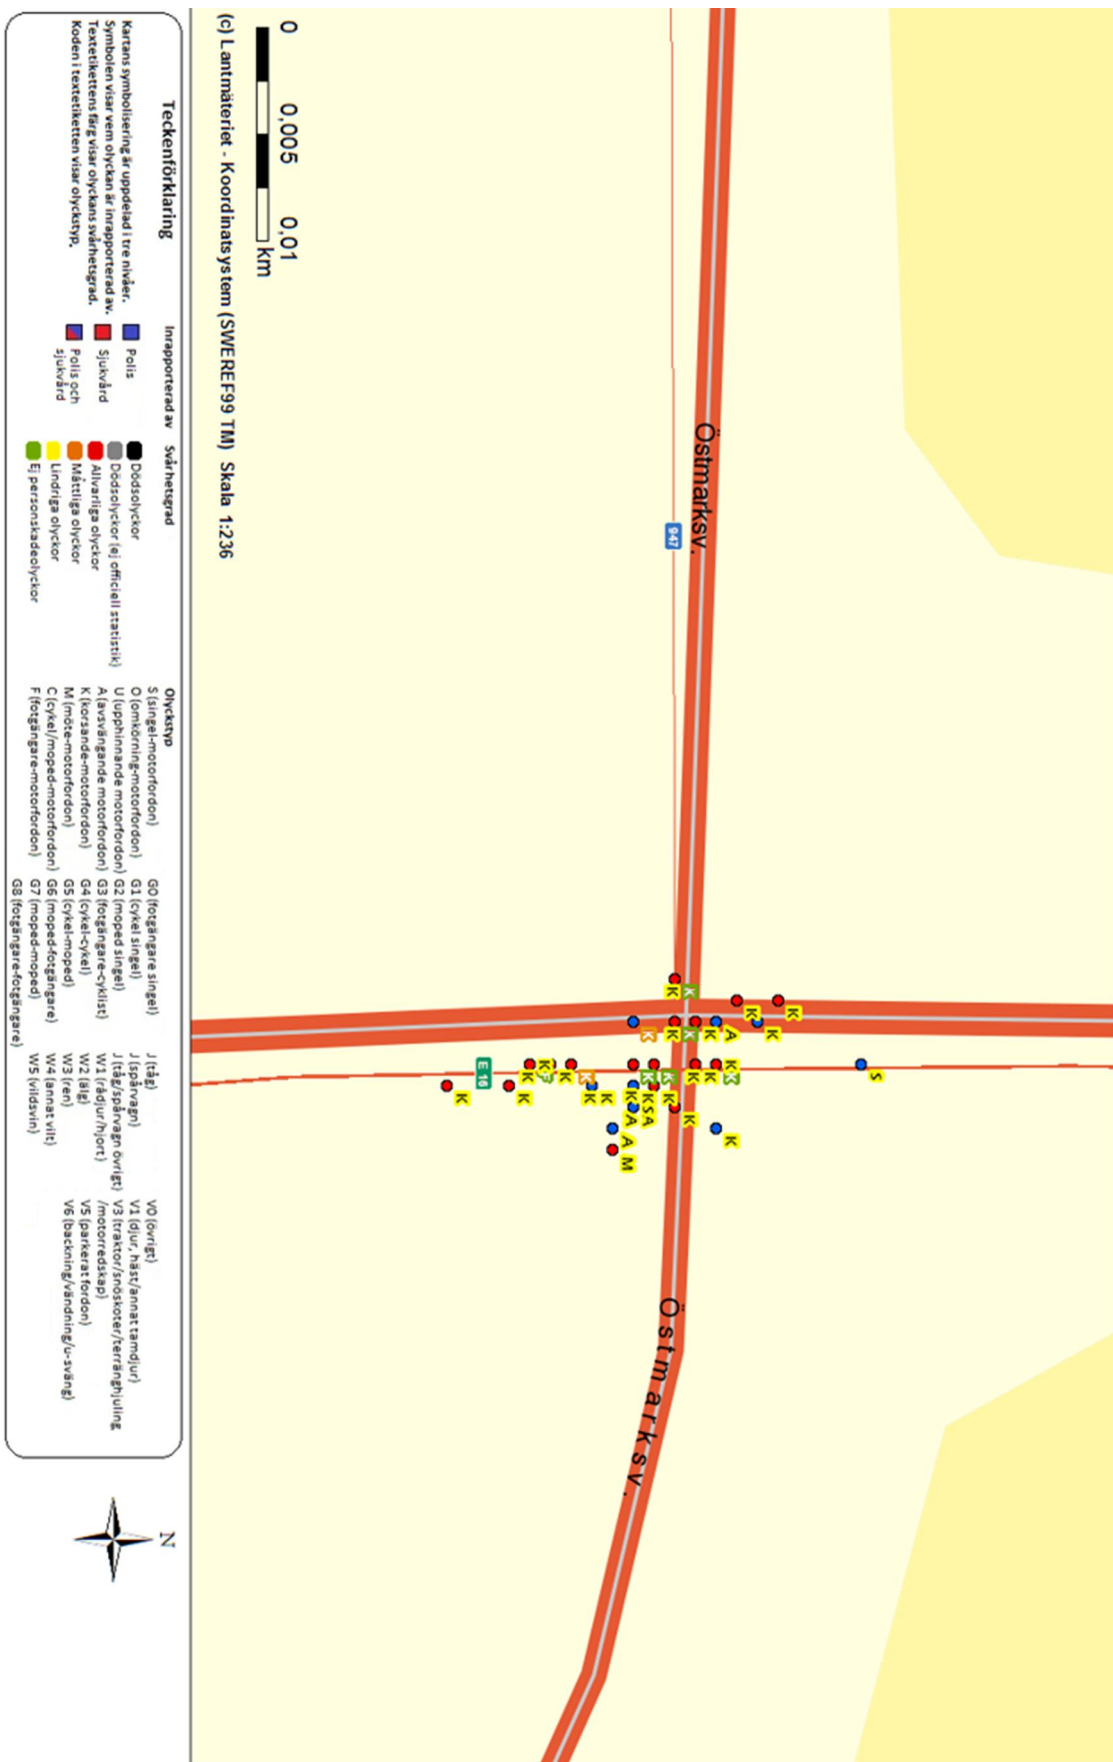 Östmarksv.
947
Östmarksv.
K
K
K
K
K
K
K
K
A
K
K
K
K
K
K
K
K
K
K
K
K
F
K
K
K
K
S
A
K
A
A
M
K
K
K
K
K
S
E 16
0 0,005 0,01
km
(c) Lantmäteriet - Koordinatsystem (SWEREF99 TM) Skala 1:236
N
Teckenförklaring
Kartans symbolisering är uppdelad i tre nivåer.
Symbolen visar vem olyckan är inrapporterad av.
Textetikettens färg visar olyckans svårhetsgrad.
Koden i textetiketten visar olyckstyp.
Inrapporterad av
Polis
Sjukvård
Polis och
sjukvård
Svårhetsgrad
Dödsolyckor
Dödsolyckor (ej officiell statistik)
Allvarliga olyckor
Måttliga olyckor
Lindriga olyckor
Ej personskadeolyckor
Olyckstyp
S (singel-motorfordon)
O (omkörning-motorfordon)
U (upphinnande motorfordon)
A (avsvängande motorfordon)
K (korsande-motorfordon)
M (möte-motorfordon)
C (cykel/moped-motorfordon)
F (fotgängare-motorfordon)
G0 (fotgängare singel)
G1 (cykel singel)
G2 (moped singel)
G3 (fotgängare-cyklist)
G4 (cykel-cykel)
G5 (cykel-moped)
G6 (moped-fotgängare)
G7 (moped-moped)
G8 (fotgängare-fotgängare)
J (tåg)
J (spårvagn)
J (tåg/spårvagn övrigt)
W1 (rådjur/hjort)
W2 (älg)
W3 (ren)
W4 (annat vilt)
W5 (vildsvin)
V0 (övrigt)
V1 (djur, häst/annat tamdjur)
V3 (traktor/snöskoter/terränghjuling
/motorredskap)
V5 (parkerat fordon)
V6 (backning/vändning/u-sväng)